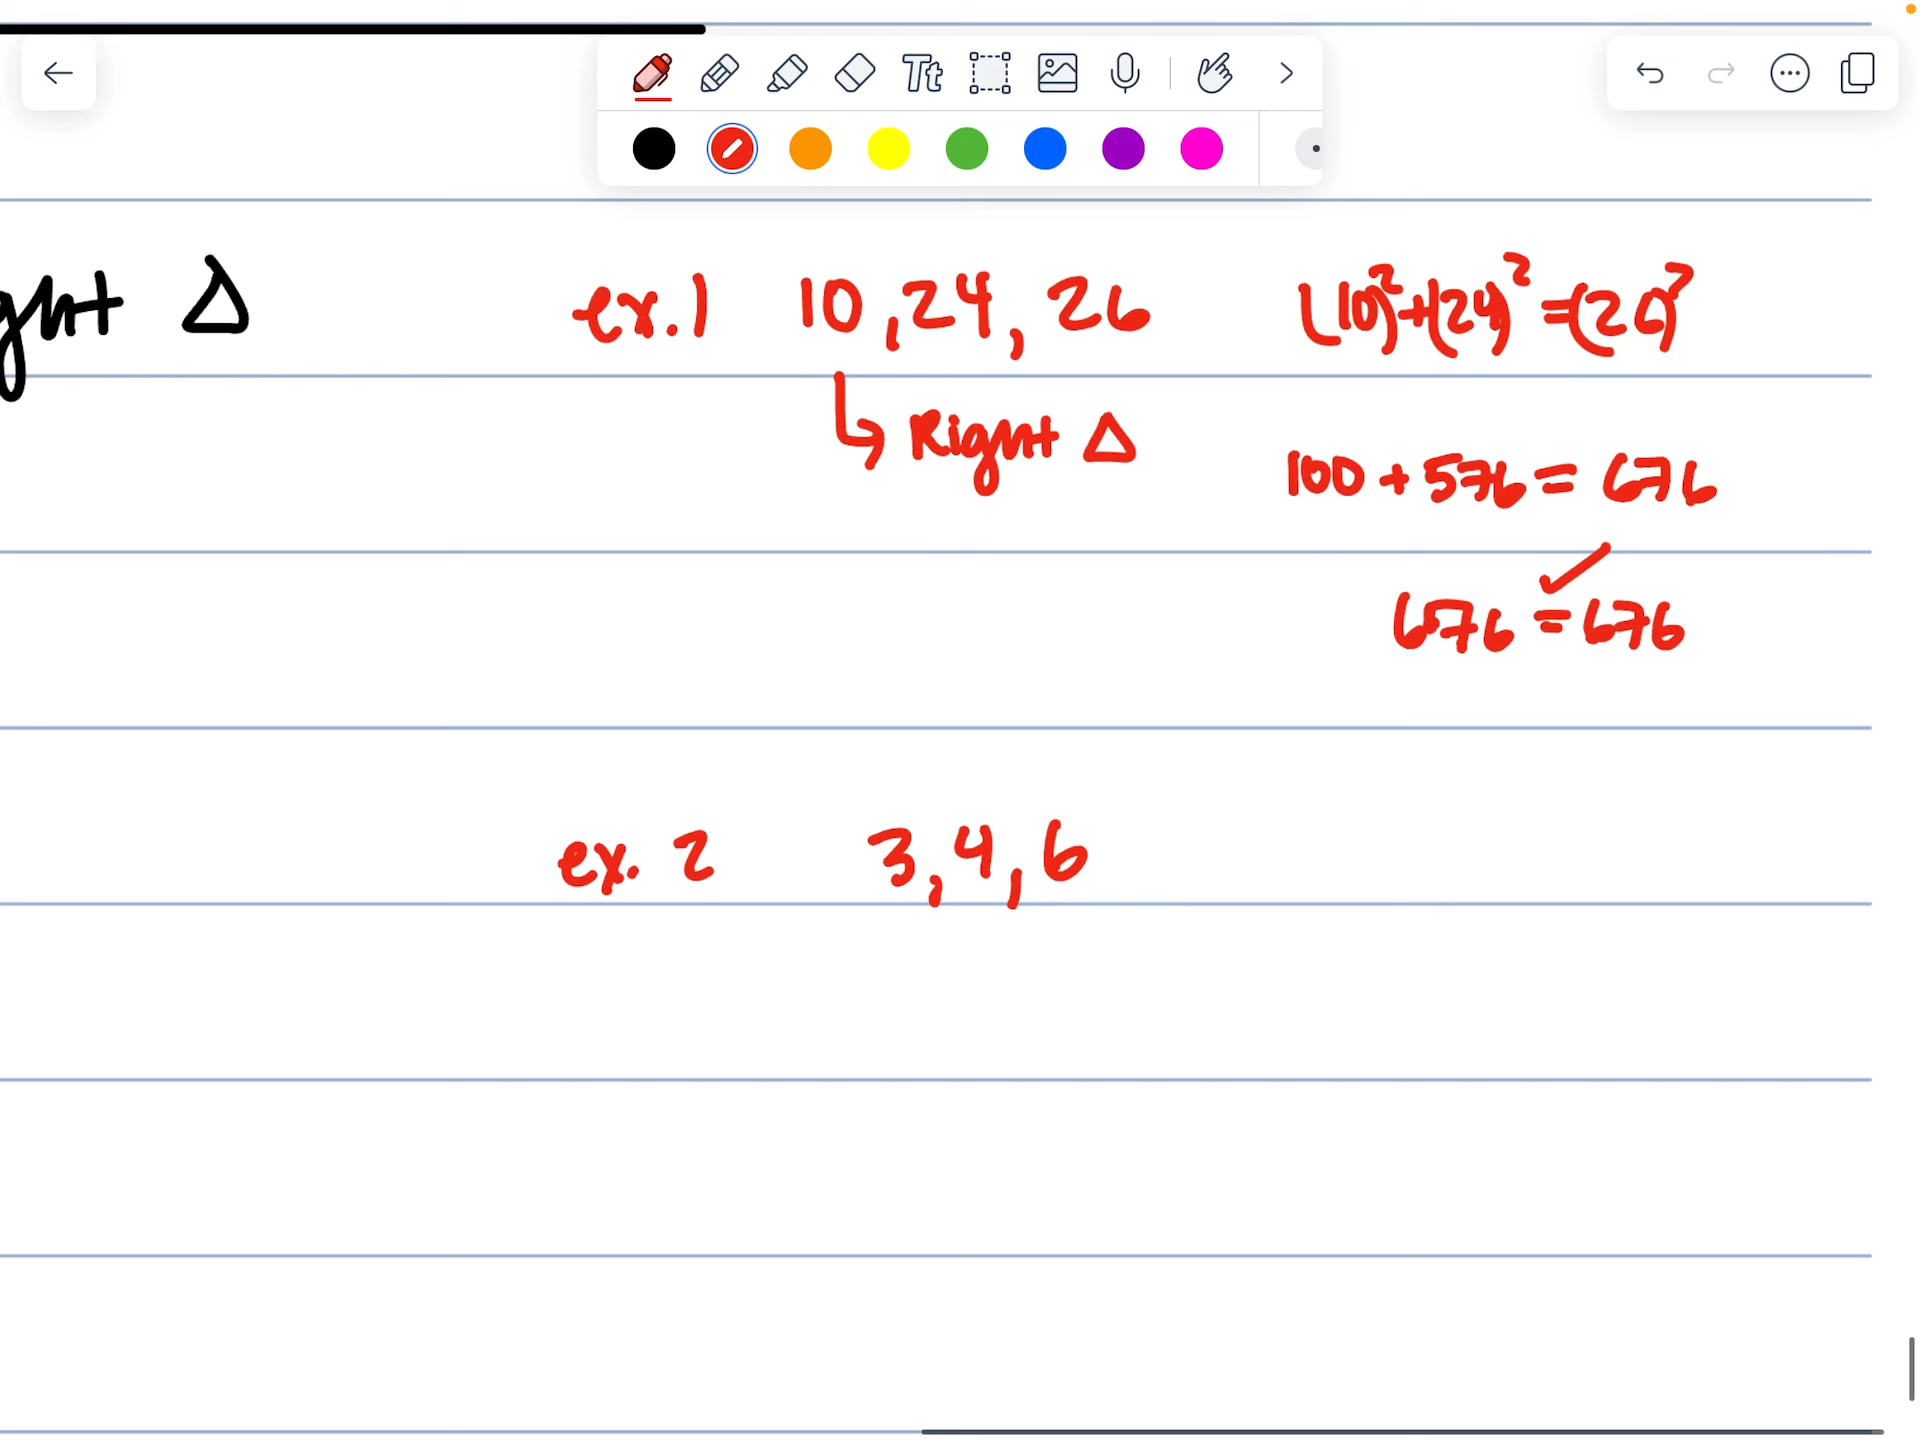 Tt
ght Δ ex.1 10,24, 26 (10)²+(24)²=(26)²
↳ Right Δ
100 + 576 = 676
✓
676 = 676
ex. 2 3,4,6